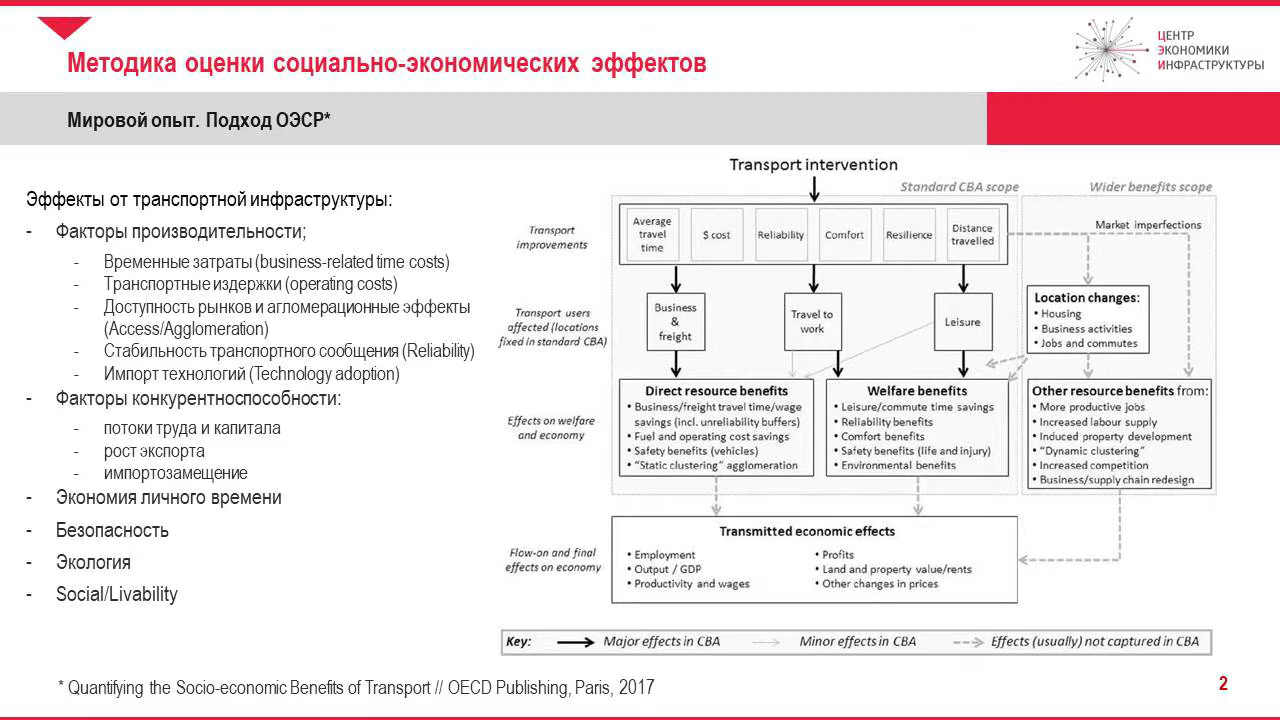 Методика оценки социально-экономических эффектов
ЦЕНТР
ЭКОНОМИКИ
ИНФРАСТРУКТУРЫ
Мировой опыт. Подход ОЭСР*
Эффекты от транспортной инфраструктуры:
- Факторы производительности;
- Временные затраты (business-related time costs)
- Транспортные издержки (operating costs)
- Доступность рынков и агломерационные эффекты
(Access/Agglomeration)
- Стабильность транспортного сообщения (Reliability)
- Импорт технологий (Technology adoption)
- Факторы конкурентноспособности:
- потоки труда и капитала
- рост экспорта
- импортозамещение
- Экономия личного времени
- Безопасность
- Экология
- Social/Livability
Transport intervention
Standard CBA scope
Wider benefits scope
Transport
improvements
Average
travel
time
$ cost
Reliability
Comfort
Resilience
Distance
travelled
Market imperfections
Transport users
affected (locations
fixed in standard CBA)
Business
&
freight
Travel to
work
Leisure
Location changes:
• Housing
• Business activities
• Jobs and commutes
Effects on welfare
and economy
Direct resource benefits
• Business/freight travel time/wage
savings (incl. unreliability buffers)
• Fuel and operating cost savings
• Safety benefits (vehicles)
• “Static clustering” agglomeration
Welfare benefits
• Leisure/commute time savings
• Reliability benefits
• Comfort benefits
• Safety benefits (life and injury)
• Environmental benefits
Other resource benefits from:
• More productive jobs
• Increased labour supply
• Induced property development
• “Dynamic clustering”
• Increased competition
• Business/supply chain redesign
Flow-on and final
effects on economy
Transmitted economic effects
• Employment
• Output / GDP
• Productivity and wages
• Profits
• Land and property value/rents
• Other changes in prices
Key:
Major effects in CBA
Minor effects in CBA
Effects (usually) not captured in CBA
* Quantifying the Socio-economic Benefits of Transport // OECD Publishing, Paris, 2017
2